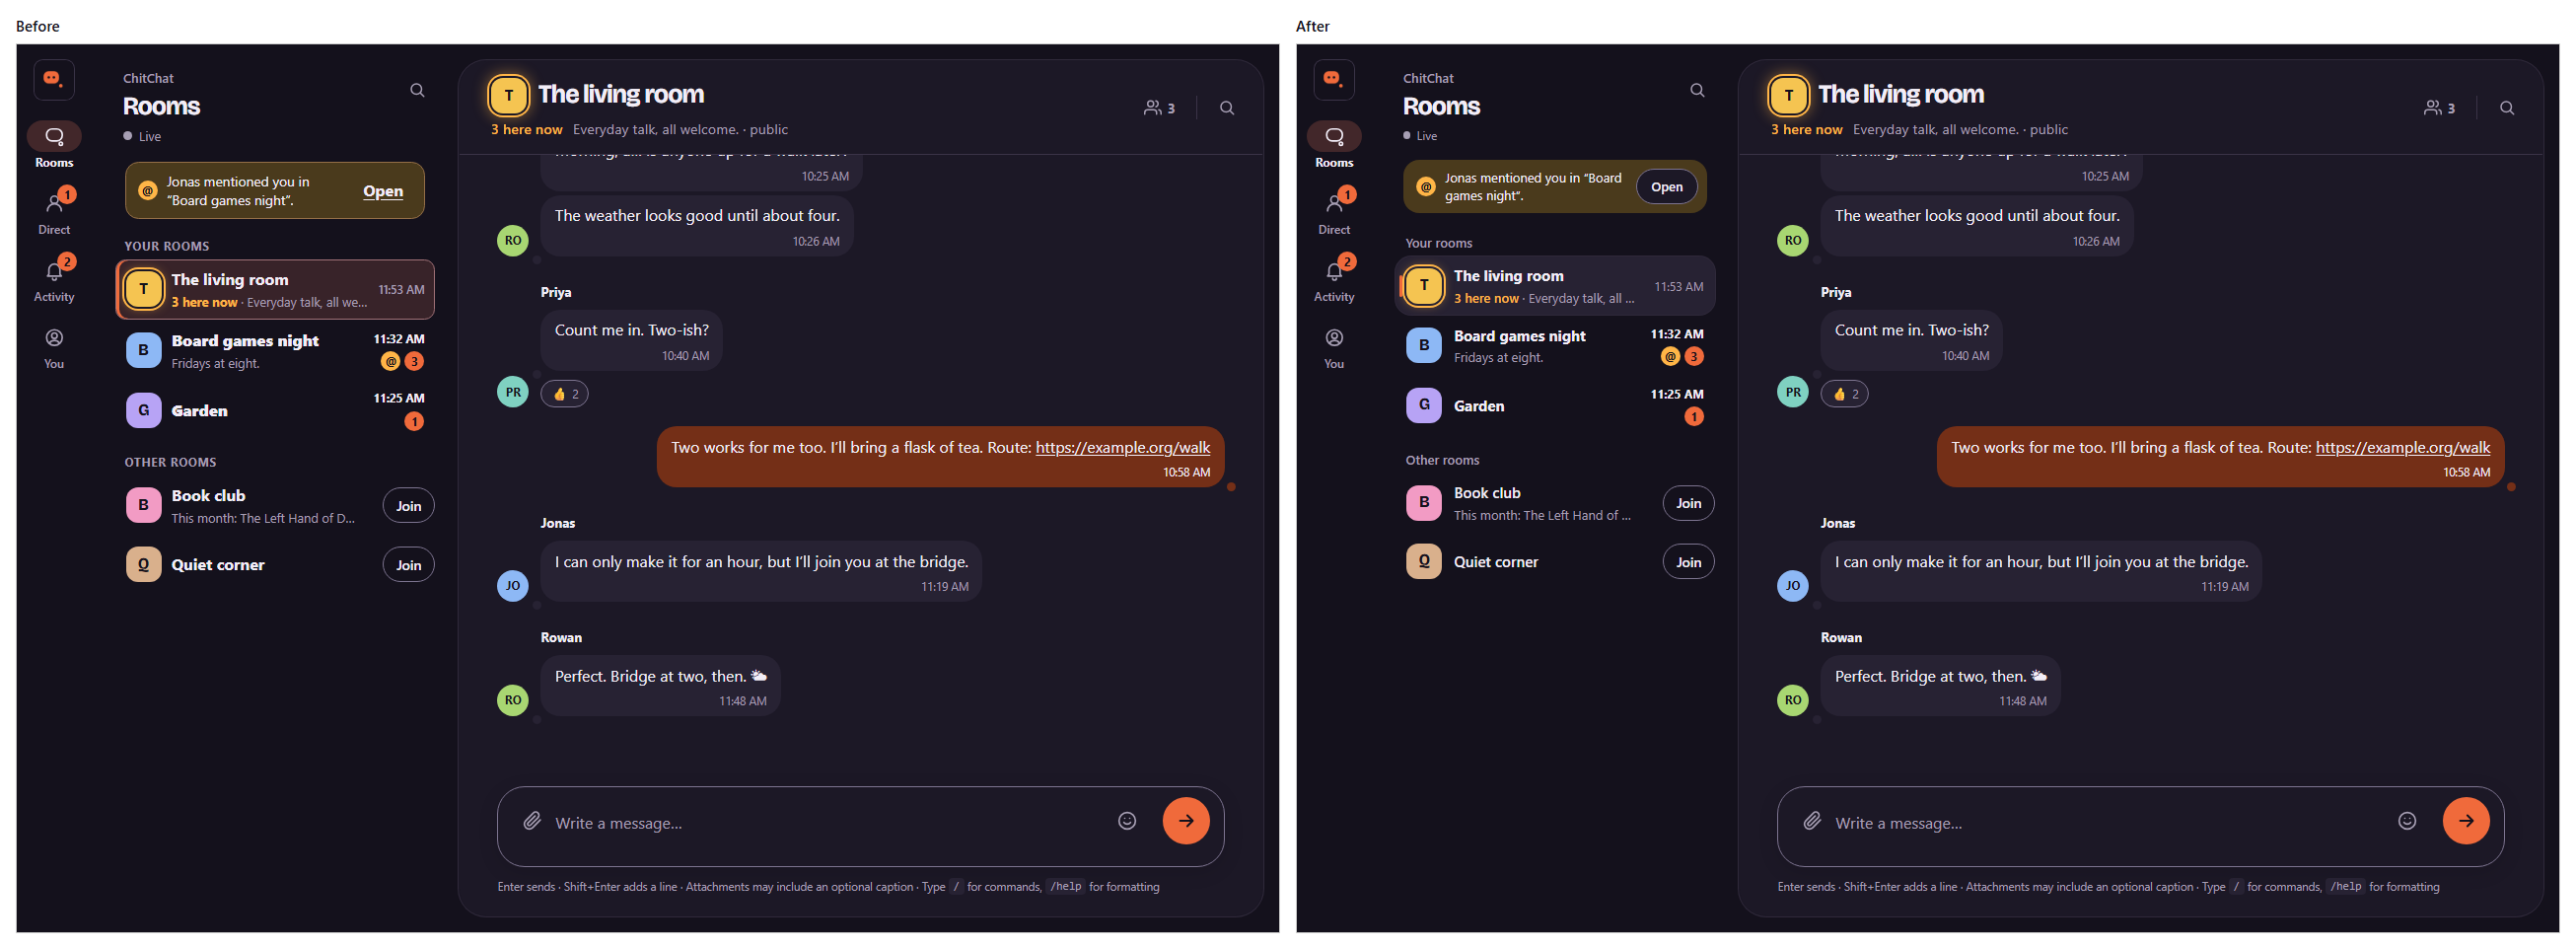 Before
ChitChat
Rooms
Live
Rooms
1
Direct
2
Activity
You
@
Jonas mentioned you in
“Board games night”.
Open
YOUR ROOMS
T
The living room
3 here now · Everyday talk, all we...
11:53 AM
B
Board games night
Fridays at eight.
11:32 AM
@ 3
G
Garden
11:25 AM
1
OTHER ROOMS
B
Book club
This month: The Left Hand of D...
Join
Q
Quiet corner
Join
T
The living room
3 here now Everyday talk, all welcome. · public
3
10:25 AM
The weather looks good until about four.
10:26 AM
RO
Priya
Count me in. Two-ish?
10:40 AM
PR
👍 2
Two works for me too. I’ll bring a flask of tea. Route: https://example.org/walk
10:58 AM
Jonas
I can only make it for an hour, but I’ll join you at the bridge.
11:19 AM
JO
Rowan
Perfect. Bridge at two, then. 🌥
11:48 AM
RO
Write a message...
Enter sends · Shift+Enter adds a line · Attachments may include an optional caption · Type / for commands, /help for formatting
After
ChitChat
Rooms
Live
Rooms
1
Direct
2
Activity
You
@
Jonas mentioned you in “Board
games night”.
Open
Your rooms
T
The living room
3 here now · Everyday talk, all ...
11:53 AM
B
Board games night
Fridays at eight.
11:32 AM
@ 3
G
Garden
11:25 AM
1
Other rooms
B
Book club
This month: The Left Hand of ...
Join
Q
Quiet corner
Join
T
The living room
3 here now Everyday talk, all welcome. · public
3
10:25 AM
The weather looks good until about four.
10:26 AM
RO
Priya
Count me in. Two-ish?
10:40 AM
PR
👍 2
Two works for me too. I’ll bring a flask of tea. Route: https://example.org/walk
10:58 AM
Jonas
I can only make it for an hour, but I’ll join you at the bridge.
11:19 AM
JO
Rowan
Perfect. Bridge at two, then. 🌥
11:48 AM
RO
Write a message...
Enter sends · Shift+Enter adds a line · Attachments may include an optional caption · Type / for commands, /help for formatting